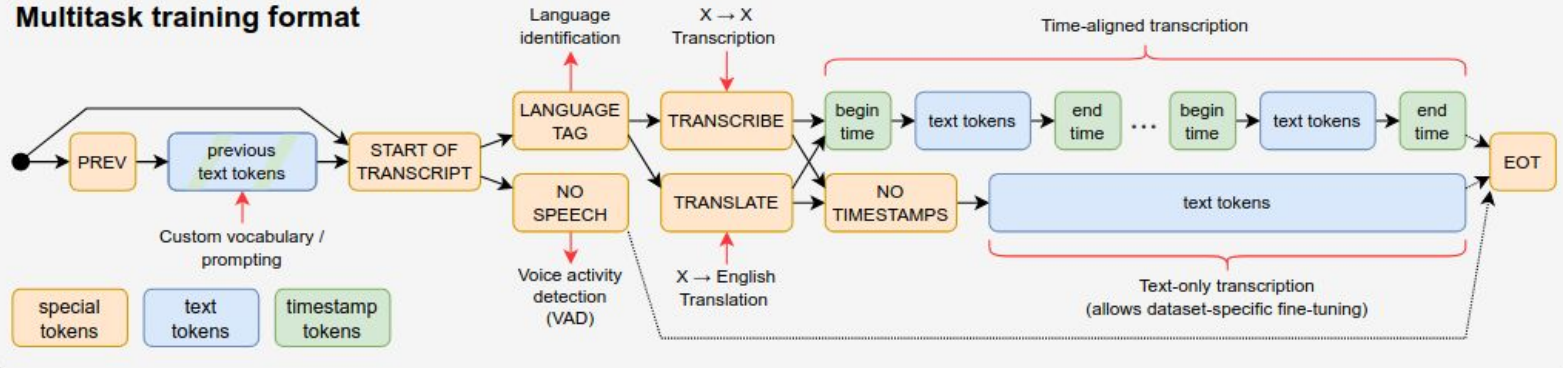 Multitask training format
Language
identification
X → X
Transcription
Time-aligned transcription
LANGUAGE
TAG
TRANSCRIBE
begin
time
text tokens
end
time
...
begin
time
text tokens
end
time
PREV
previous
text tokens
START OF
TRANSCRIPT
EOT
NO
SPEECH
TRANSLATE
NO
TIMESTAMPS
text tokens
Custom vocabulary /
prompting
Voice activity
detection
(VAD)
X → English
Translation
Text-only transcription
(allows dataset-specific fine-tuning)
special
tokens
text
tokens
timestamp
tokens